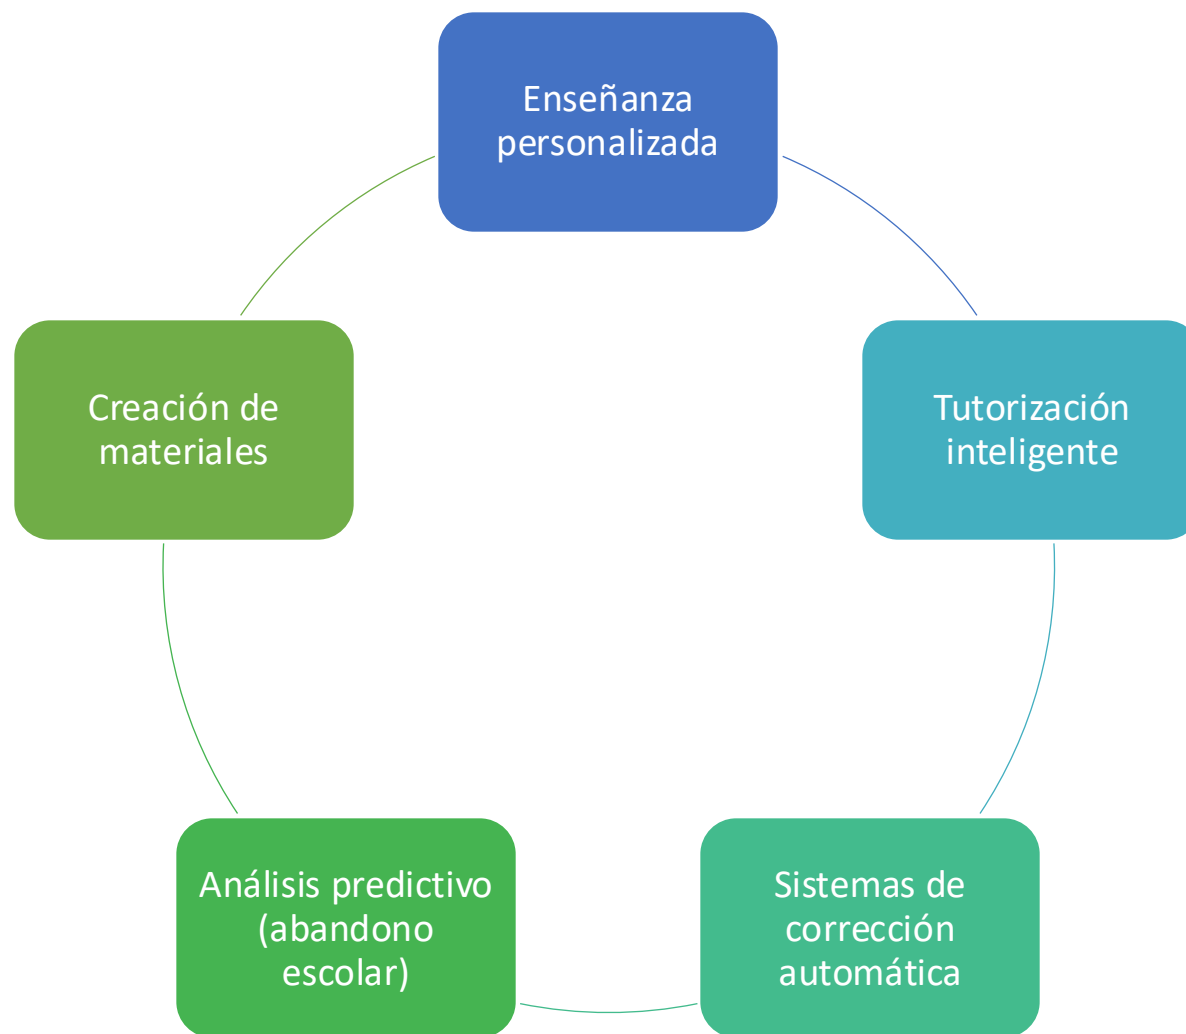 Enseñanza
personalizada
Tutorización
inteligente
Sistemas de
corrección
automática
Análisis predictivo
(abandono
escolar)
Creación de
materiales